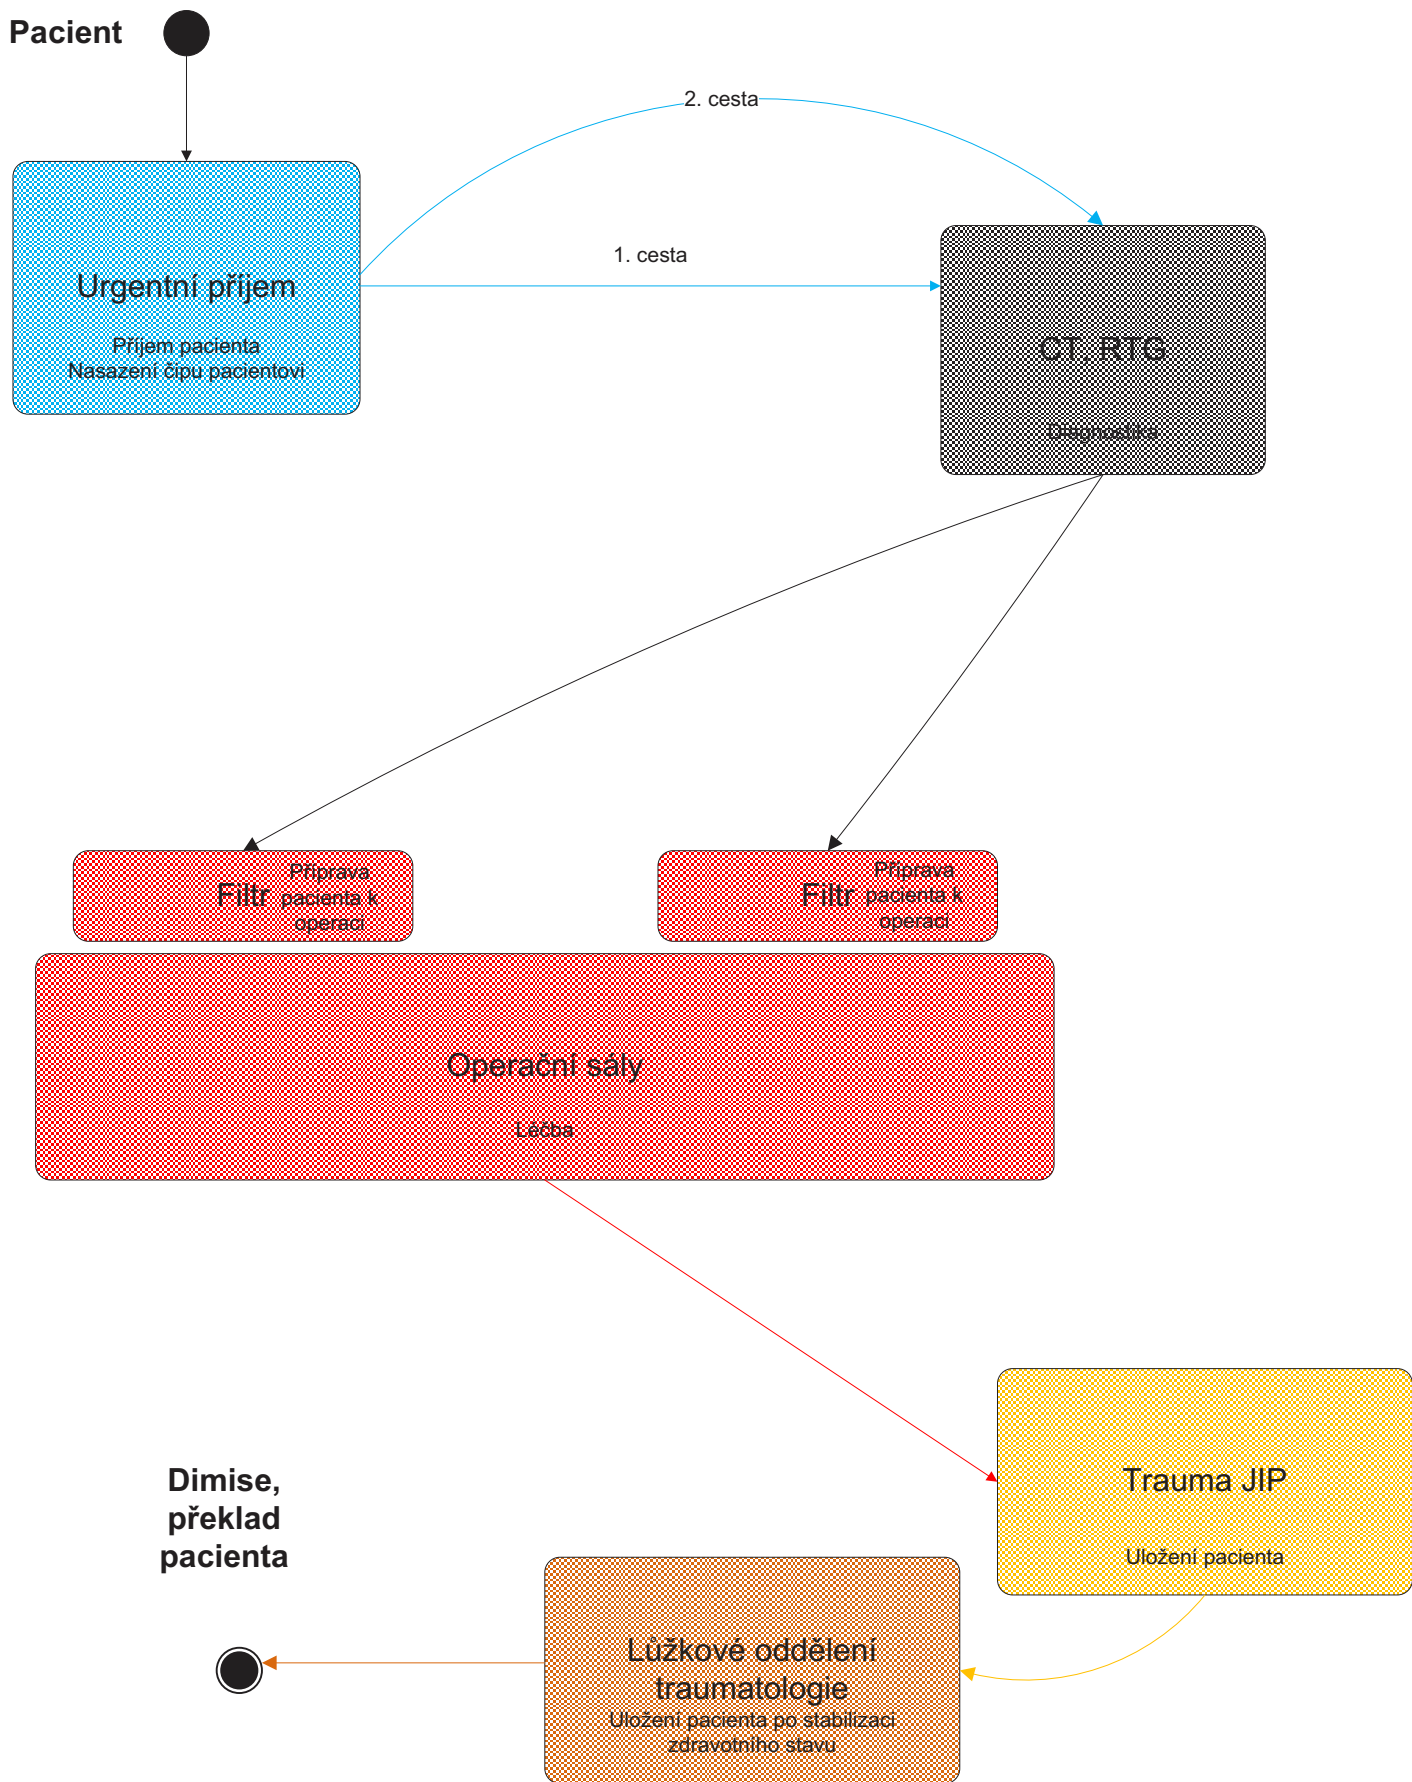 Pacient
2. cesta
1. cesta
Urgentní příjem
Příjem pacienta
Nasazení čipu pacientovi
CT, RTG
Diagnostika
Filtr
Příprava
pacienta k
operaci
Filtr
Příprava
pacienta k
operaci
Operační sály
Léčba
Trauma JIP
Uložení pacienta
Dimise,
překlad
pacienta
Lůžkové oddělení
traumatologie
Uložení pacienta po stabilizaci
zdravotního stavu